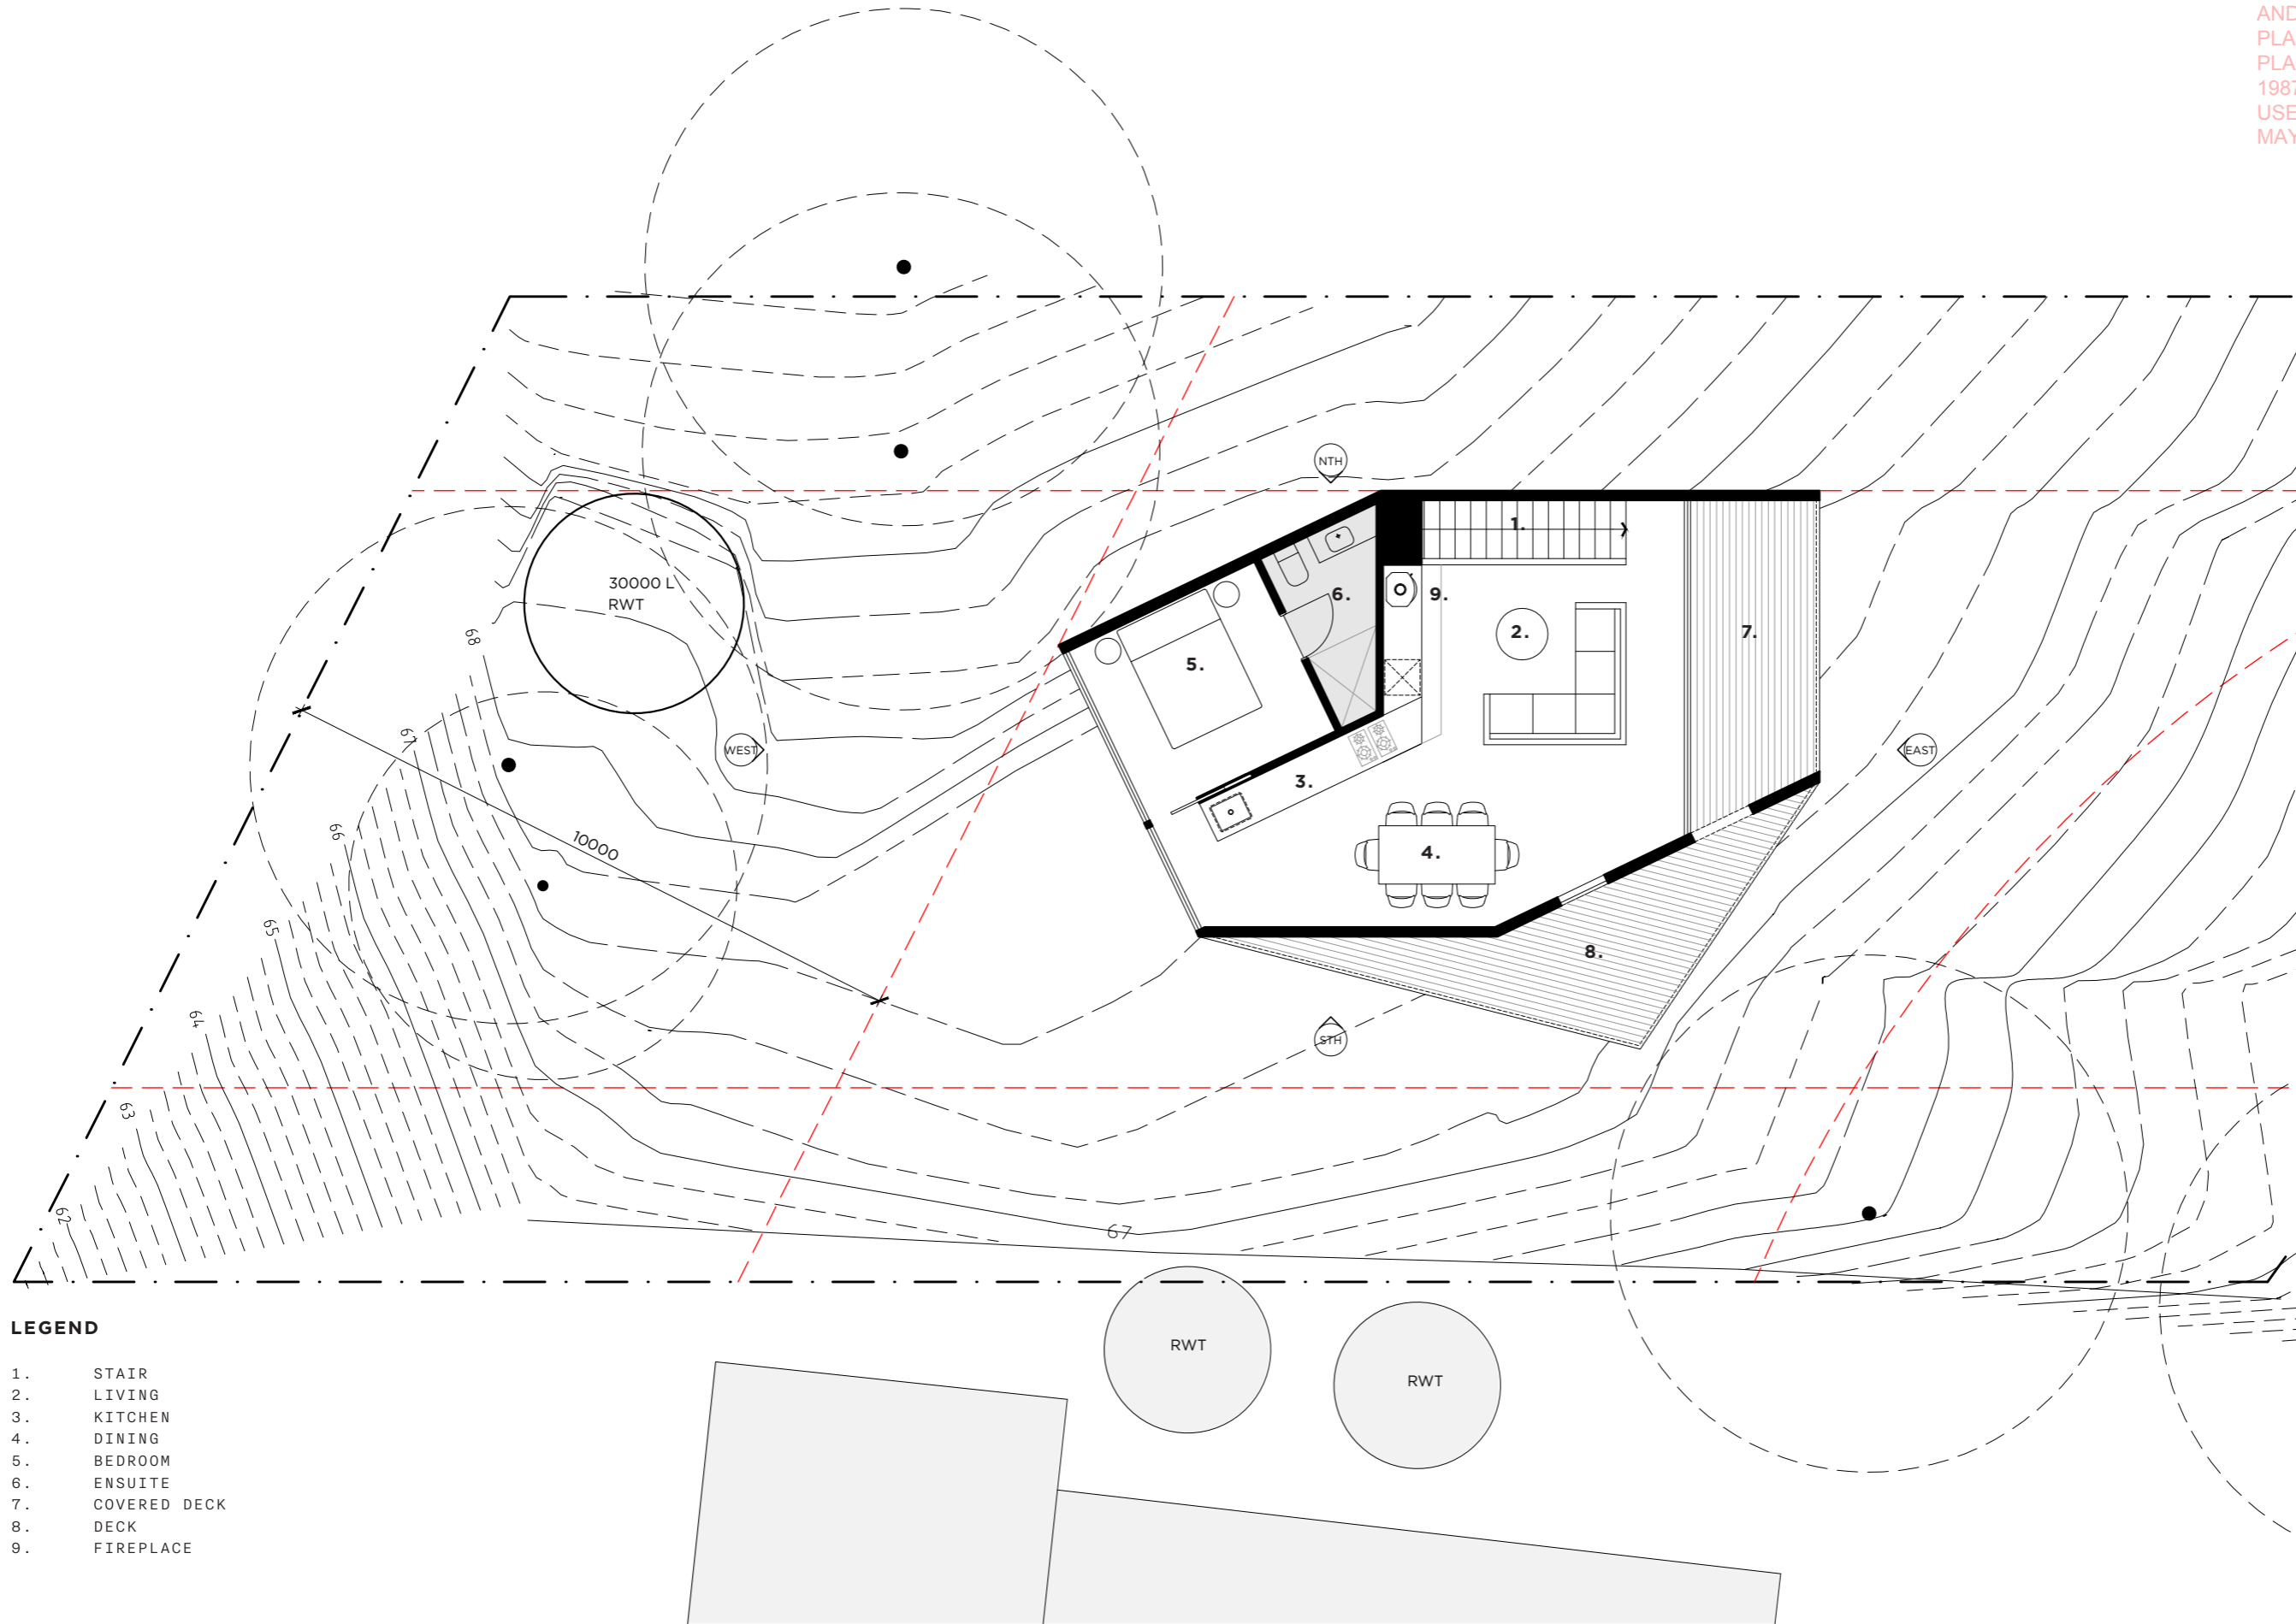 AND
PLA
PLA
1987
USE
MAY
NTH
1.
30000 L
RWT
6.
9.
2.
7.
68
5.
67
WEST
EAST
3.
66
10000
4.
65
8.
64
STH
63
62
67
LEGEND
RWT
RWT
1. STAIR
2. LIVING
3. KITCHEN
4. DINING
5. BEDROOM
6. ENSUITE
7. COVERED DECK
8. DECK
9. FIREPLACE